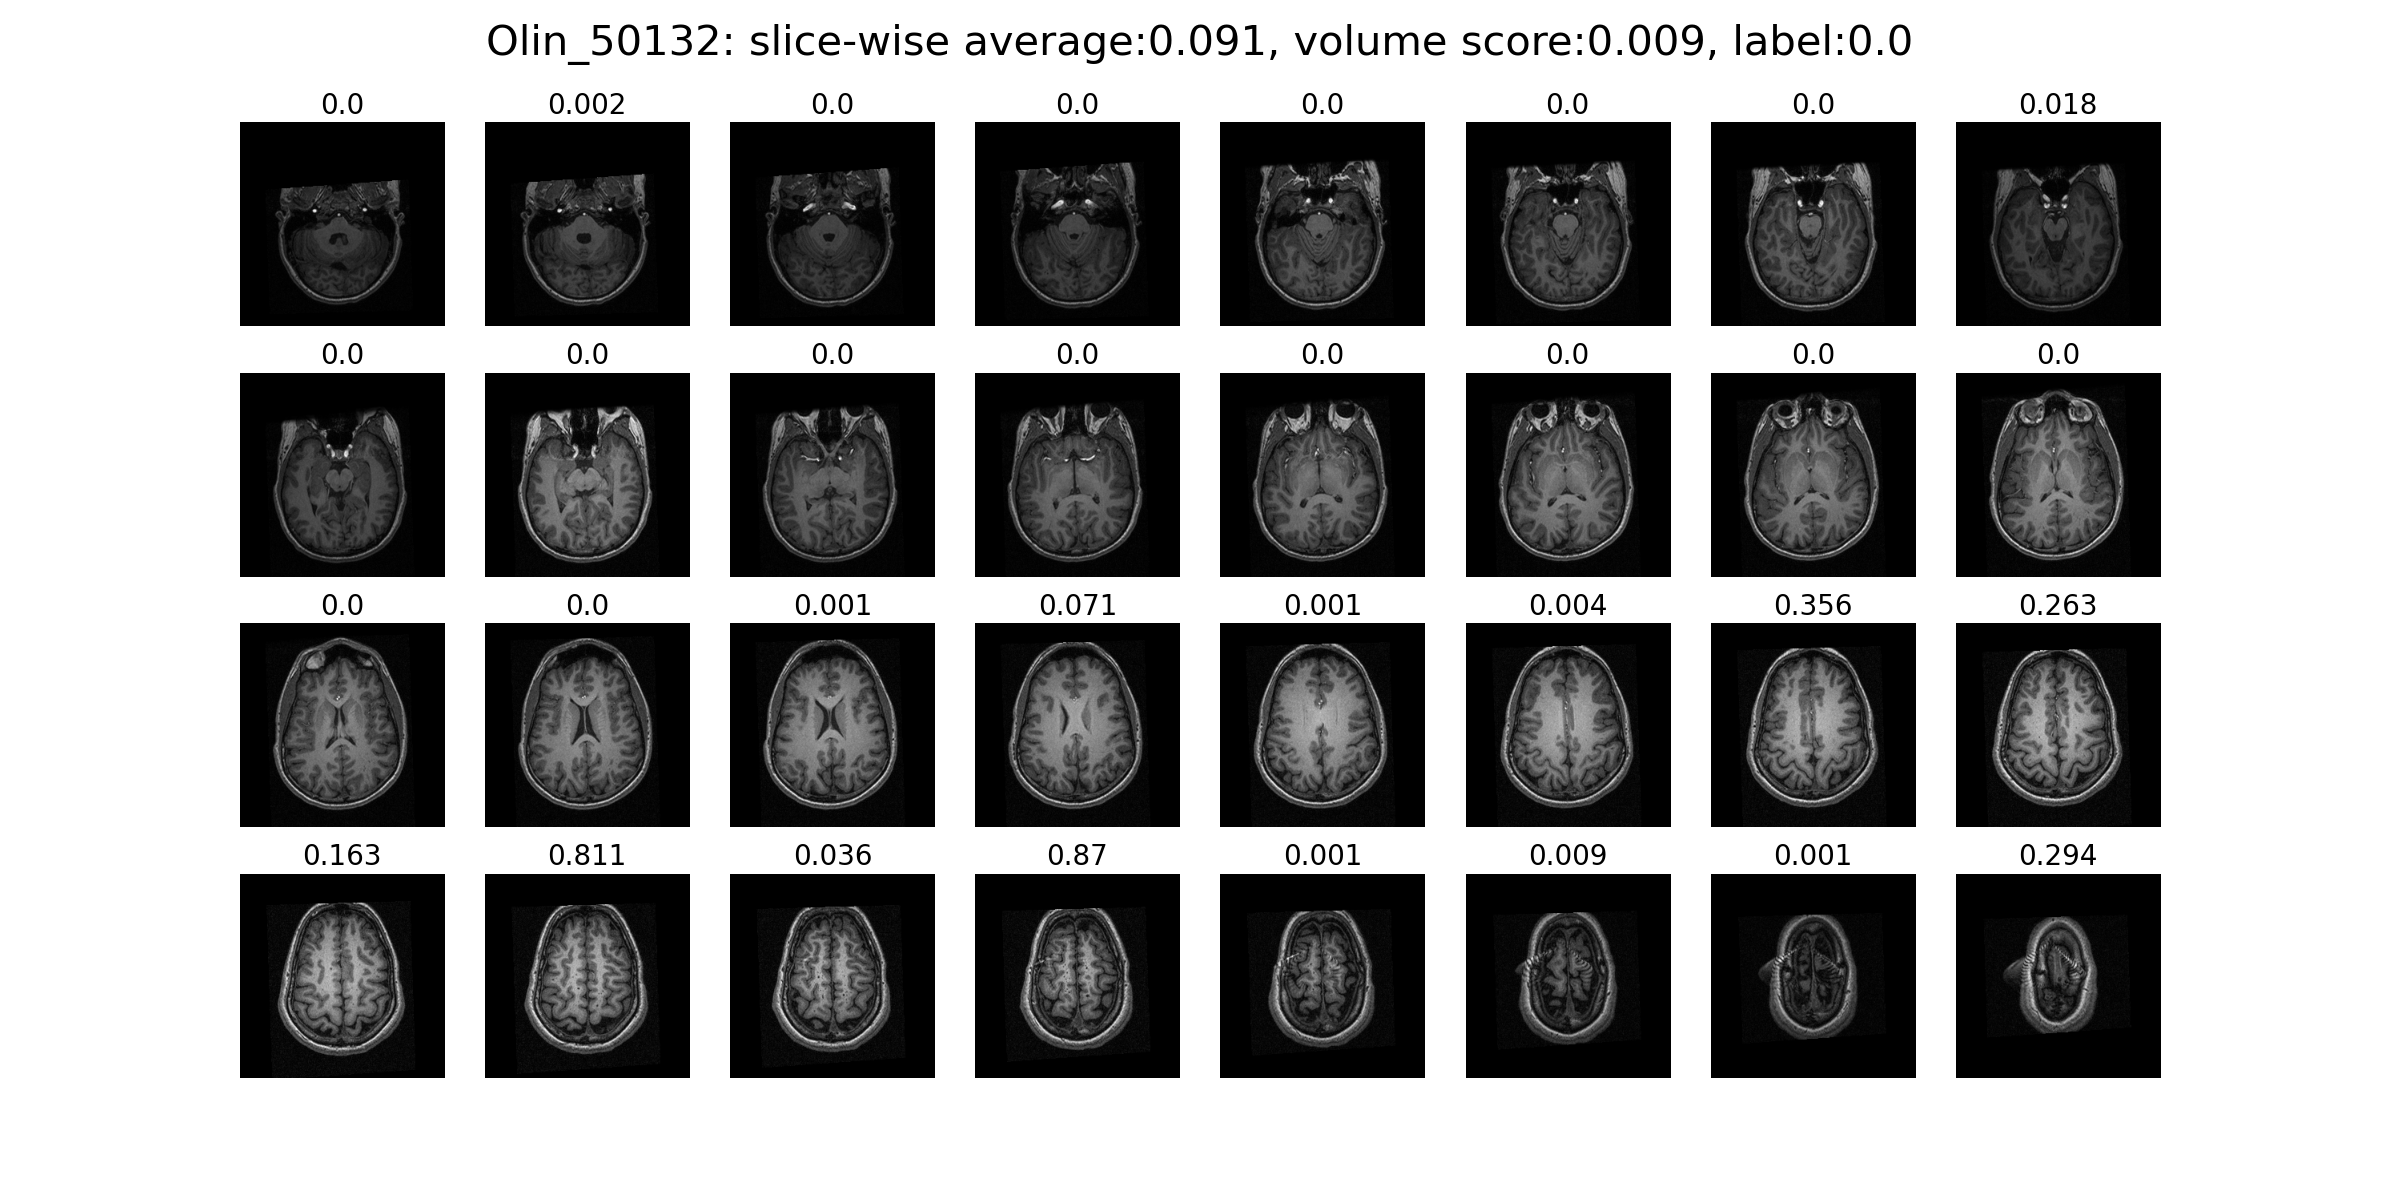 Olin_50132: slice-wise average:0.091, volume score:0.009, label:0.0
0.0 0.002 0.0 0.0 0.0 0.0 0.0 0.018
0.0 0.0 0.0 0.0 0.0 0.0 0.0 0.0
0.0 0.0 0.001 0.071 0.001 0.004 0.356 0.263
0.163 0.811 0.036 0.87 0.001 0.009 0.001 0.294